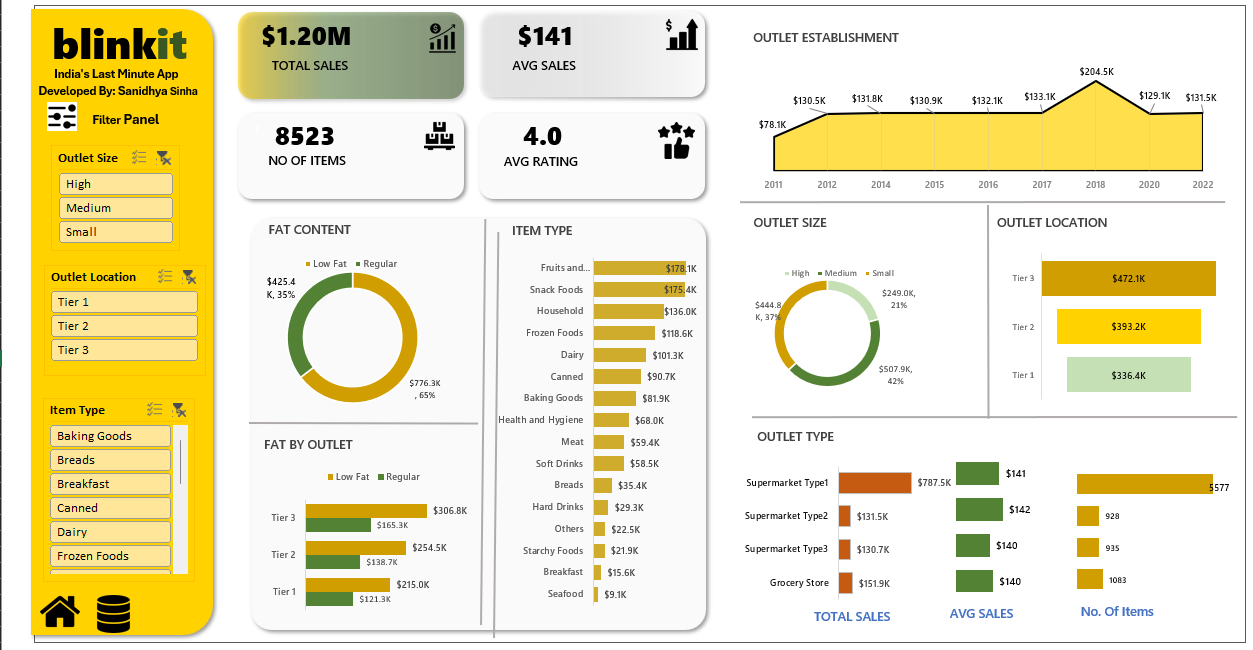 blinkit
India's Last Minute App
Developed By: Sanidhya Sinha
Filter Panel
Outlet Size
High
Medium
Small
Outlet Location
Tier 1
Tier 2
Tier 3
Item Type
Baking Goods
Breads
Breakfast
Canned
Dairy
Frozen Foods
$1.20M
TOTAL SALES
$141
AVG SALES
8523
NO OF ITEMS
4.0
AVG RATING
FAT CONTENT
Low Fat Regular
$425.4
K, 35%
$776.3K
, 65%
FAT BY OUTLET
Low Fat Regular
Tier 3 $306.8K
$165.3K
Tier 2 $254.5K
$138.7K
Tier 1 $215.0K
$121.3K
ITEM TYPE
Fruits and... $178.1K
Snack Foods $175.4K
Household $136.0K
Frozen Foods $118.6K
Dairy $101.3K
Canned $90.7K
Baking Goods $81.9K
Health and Hygiene $68.0K
Meat $59.4K
Soft Drinks $58.5K
Breads $35.4K
Hard Drinks $29.3K
Others $22.5K
Starchy Foods $21.9K
Breakfast $15.6K
Seafood $9.1K
OUTLET ESTABLISHMENT
$78.1K $130.5K $131.8K $130.9K $132.1K $133.1K $204.5K $129.1K $131.5K
2011 2012 2014 2015 2016 2017 2018 2020 2022
OUTLET SIZE
High Medium Small
$249.0K,
21%
$444.8
K, 37%
$507.9K,
42%
OUTLET LOCATION
Tier 3 $472.1K
Tier 2 $393.2K
Tier 1 $336.4K
OUTLET TYPE
Supermarket Type1 $787.5K $141 5577
Supermarket Type2 $131.5K $142 928
Supermarket Type3 $130.7K $140 935
Grocery Store $151.9K $140 1083
TOTAL SALES AVG SALES No. Of Items